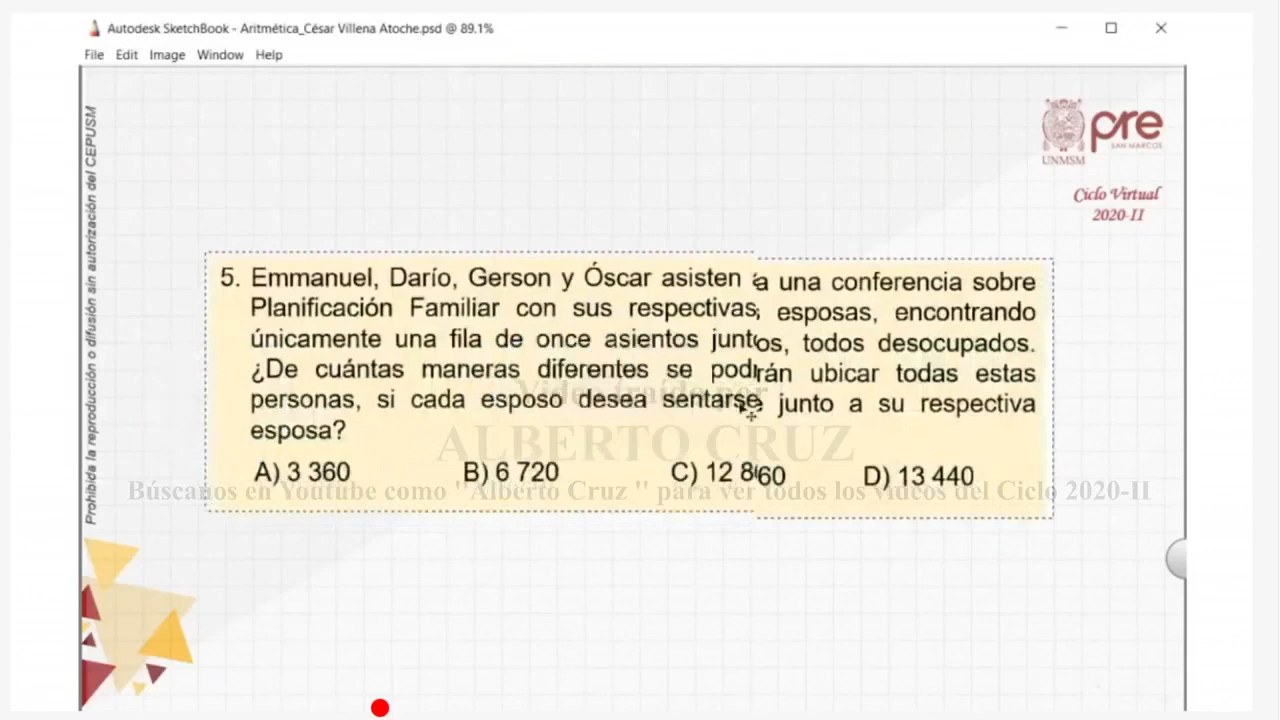 Autodesk SketchBook - Aritmética_César Villena Atoche.psd @ 89.1%
File Edit Image Window Help
Prohibida la reproducción o difusión sin autorización del CEPUSM
UNMSM
pre
SAN MARCOS
Ciclo Virtual
2020-II
5. Emmanuel, Darío, Gerson y Óscar asisten a una conferencia sobre
Planificación Familiar con sus respectivas esposas, encontrando
únicamente una fila de once asientos juntos, todos desocupados.
¿De cuántas maneras diferentes se podrán ubicar todas estas
personas, si cada esposo desea sentarse junto a su respectiva
esposa?
A) 3 360 B) 6 720 C) 12 860 D) 13 440
Video traído por
ALBERTO CRUZ
Búscanos en Youtube como "Alberto Cruz " para ver todos los videos del Ciclo 2020-II